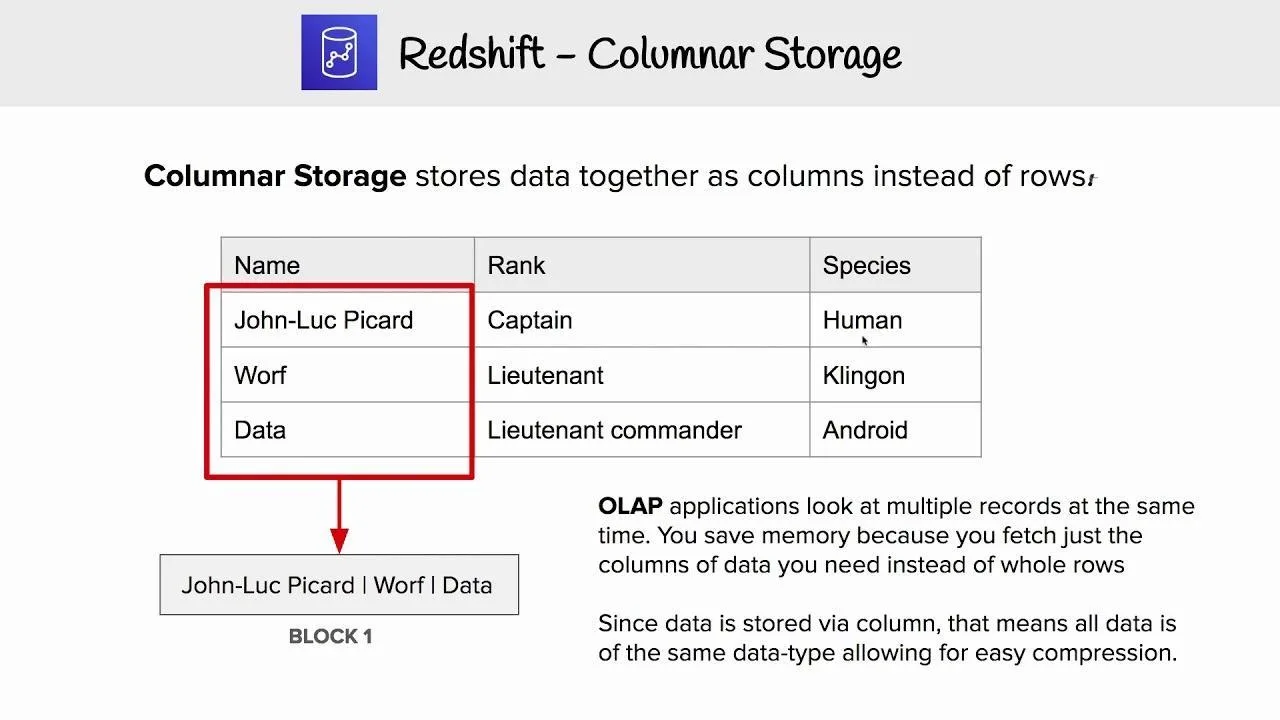 Redshift – Columnar Storage
Columnar Storage stores data together as columns instead of rows.
Name Rank Species
John-Luc Picard Captain Human
Worf Lieutenant Klingon
Data Lieutenant commander Android
OLAP applications look at multiple records at the same
time. You save memory because you fetch just the
columns of data you need instead of whole rows
John-Luc Picard | Worf | Data
BLOCK 1
Since data is stored via column, that means all data is
of the same data-type allowing for easy compression.